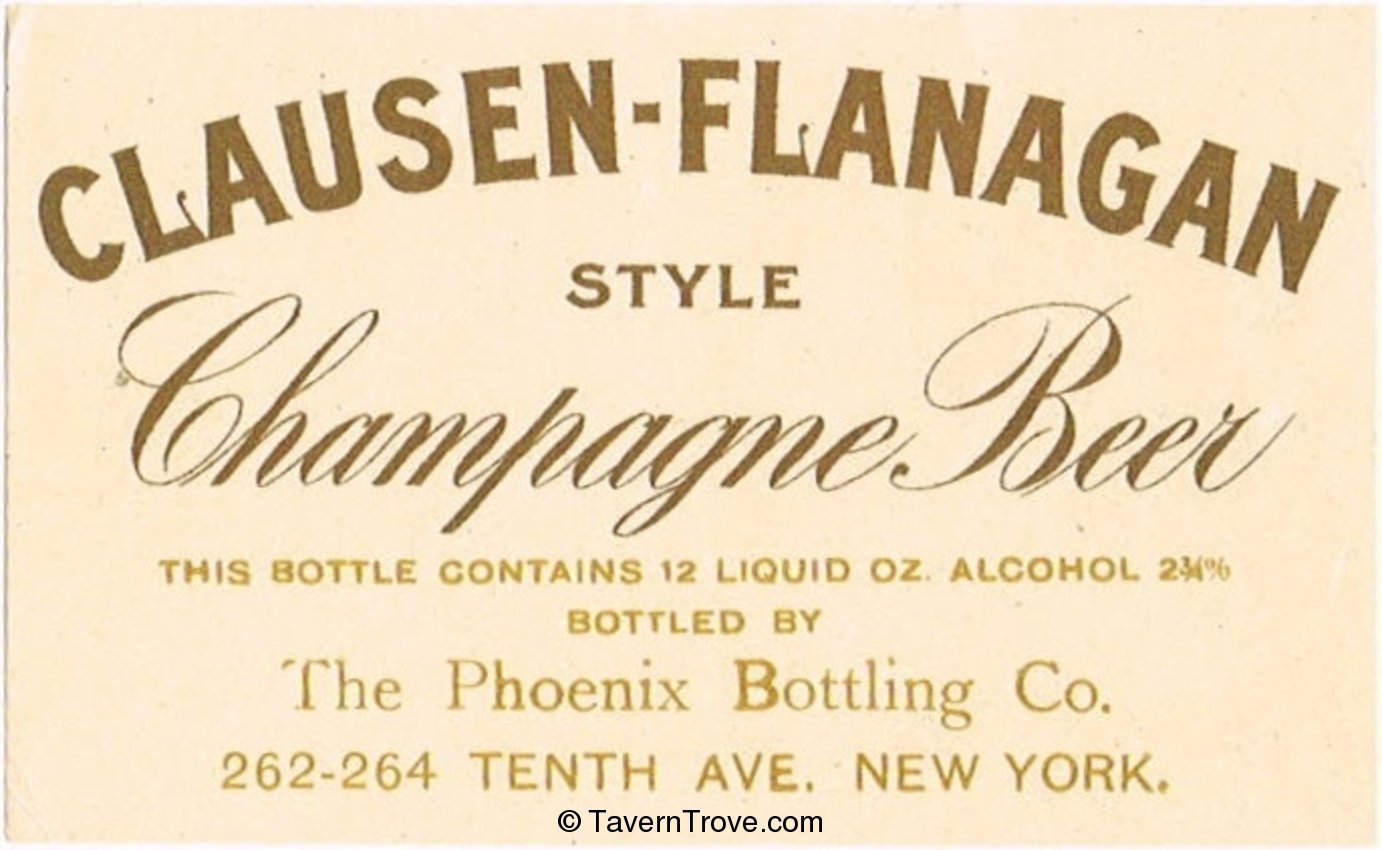 CLAUSEN-FLANAGAN
STYLE
Champagne Beer
THIS BOTTLE CONTAINS 12 LIQUID OZ. ALCOHOL 2¾%
BOTTLED BY
The Phoenix Bottling Co.
262-264 TENTH AVE. NEW YORK.
© TavernTrove.com